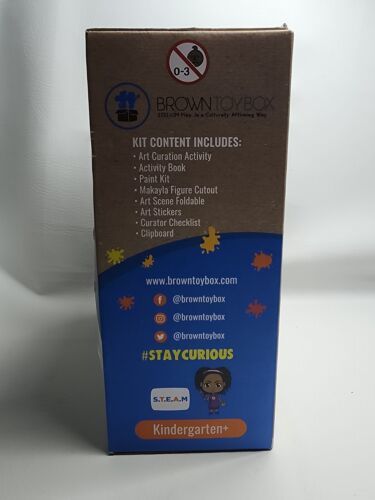 0-3
BROWNTOYBOX
STEAM Play, in a Culturally Affirming Way
KIT CONTENT INCLUDES:
• Art Curation Activity
• Activity Book
• Paint Kit
• Makayla Figure Cutout
• Art Scene Foldable
• Art Stickers
• Curator Checklist
• Clipboard
www.browntoybox.com
@browntoybox
@browntoybox
@browntoybox
#STAYCURIOUS
S.T.E.A.M
Kindergarten+